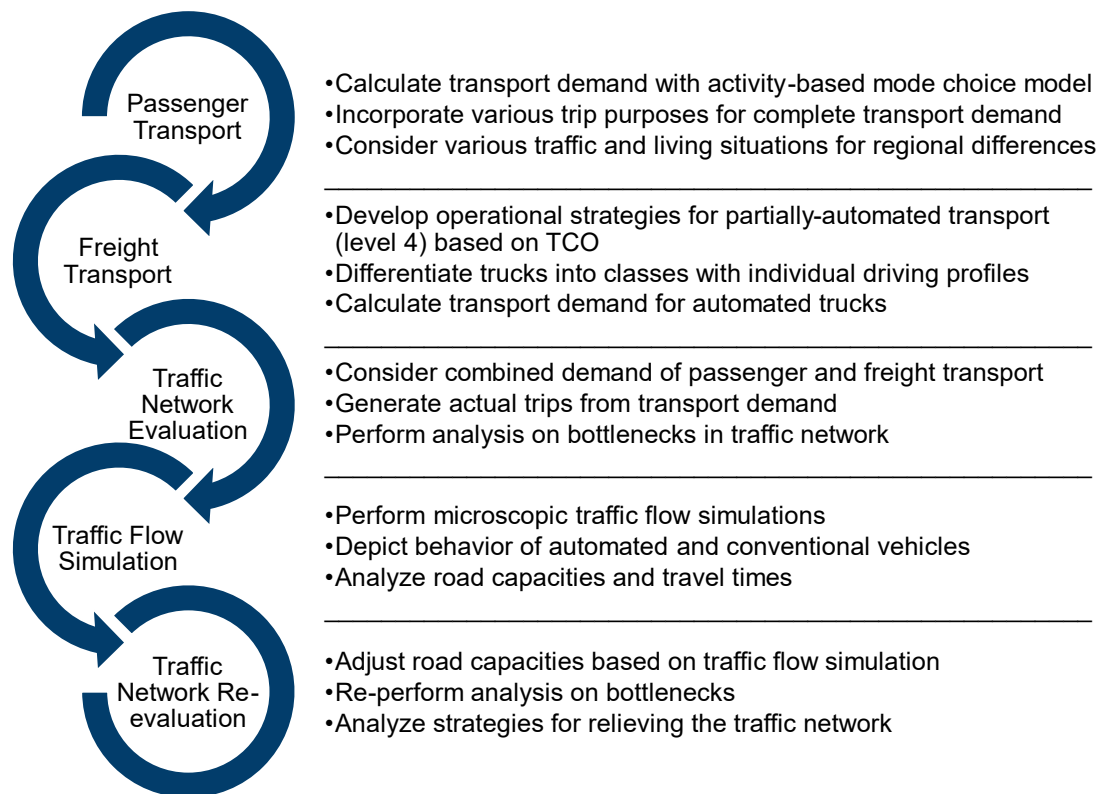 Passenger
Transport
•Calculate transport demand with activity-based mode choice model
•Incorporate various trip purposes for complete transport demand
•Consider various traffic and living situations for regional differences
Freight
Transport
•Develop operational strategies for partially-automated transport
(level 4) based on TCO
•Differentiate trucks into classes with individual driving profiles
•Calculate transport demand for automated trucks
Traffic
Network
Evaluation
•Consider combined demand of passenger and freight transport
•Generate actual trips from transport demand
•Perform analysis on bottlenecks in traffic network
Traffic Flow
Simulation
•Perform microscopic traffic flow simulations
•Depict behavior of automated and conventional vehicles
•Analyze road capacities and travel times
Traffic
Network Re-
evaluation
•Adjust road capacities based on traffic flow simulation
•Re-perform analysis on bottlenecks
•Analyze strategies for relieving the traffic network